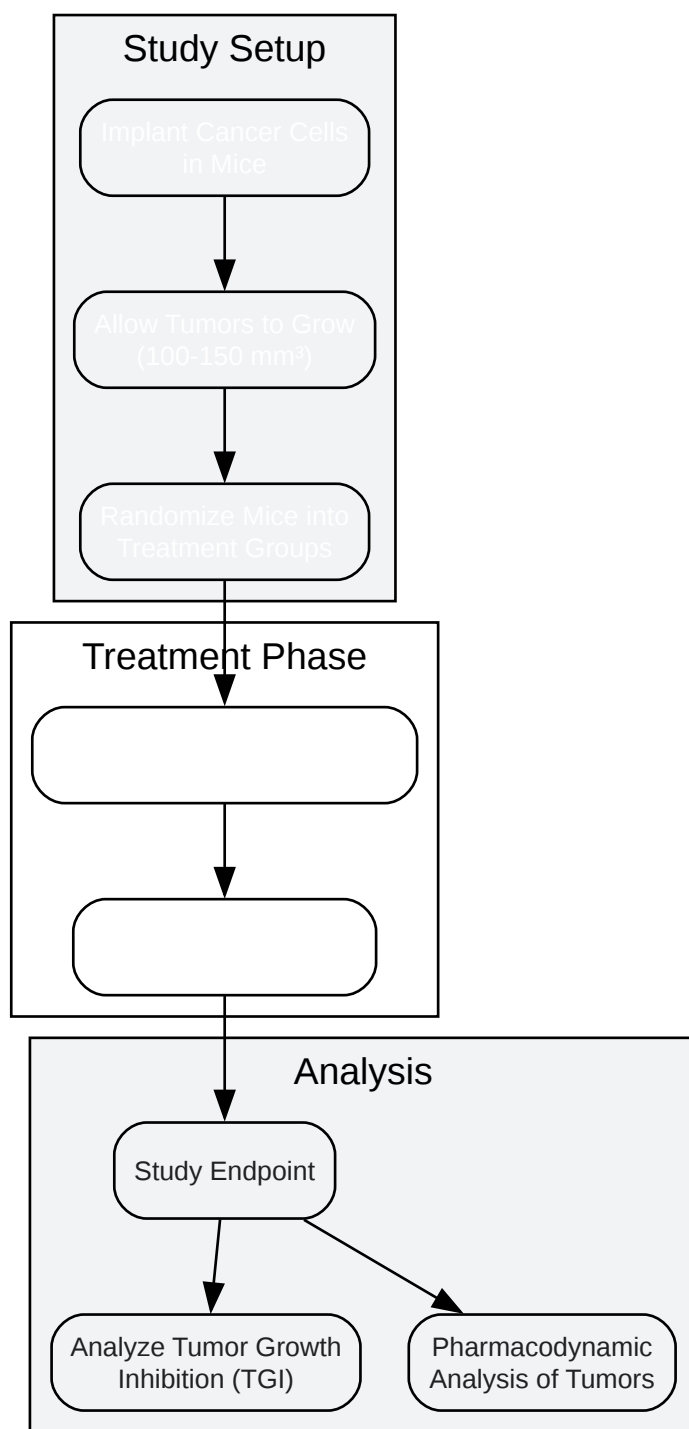 Study Setup
Implant Cancer Cells
in Mice
Allow Tumors to Grow
(100-150 mm³)
Randomize Mice into
Treatment Groups
Treatment Phase
Analysis
Study Endpoint
Analyze Tumor Growth
Inhibition (TGI)
Pharmacodynamic
Analysis of Tumors